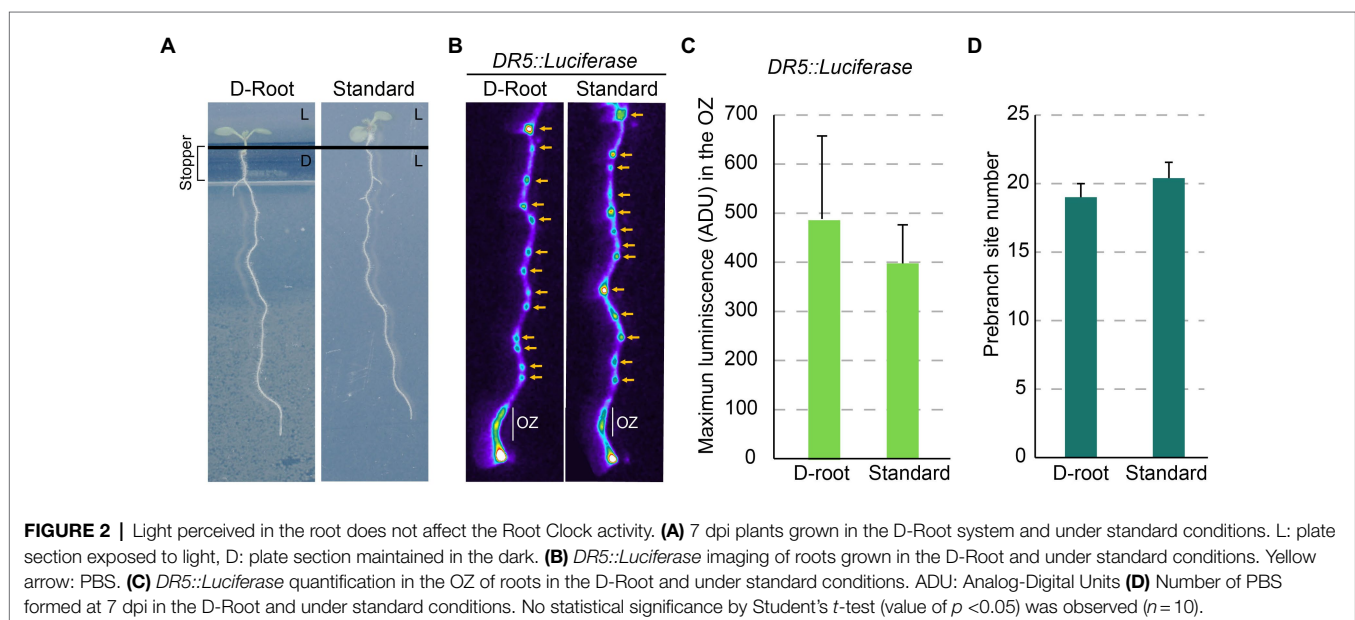 A
D-Root
Standard
L
L
D
L
Stopper
B
DR5::Luciferase
D-Root
Standard
OZ
OZ
C
DR5::Luciferase
Maximun luminiscence (ADU) in the OZ
700
600
500
400
300
200
100
0
D-root
Standard
D
Prebranch site number
25
20
15
10
5
0
D-root
Standard
FIGURE 2 | Light perceived in the root does not affect the Root Clock activity. (A) 7 dpi plants grown in the D-Root system and under standard conditions. L: plate
section exposed to light, D: plate section maintained in the dark. (B) DR5::Luciferase imaging of roots grown in the D-Root and under standard conditions. Yellow
arrow: PBS. (C) DR5::Luciferase quantification in the OZ of roots in the D-Root and under standard conditions. ADU: Analog-Digital Units (D) Number of PBS
formed at 7 dpi in the D-Root and under standard conditions. No statistical significance by Student's t-test (value of p <0.05) was observed (n = 10).